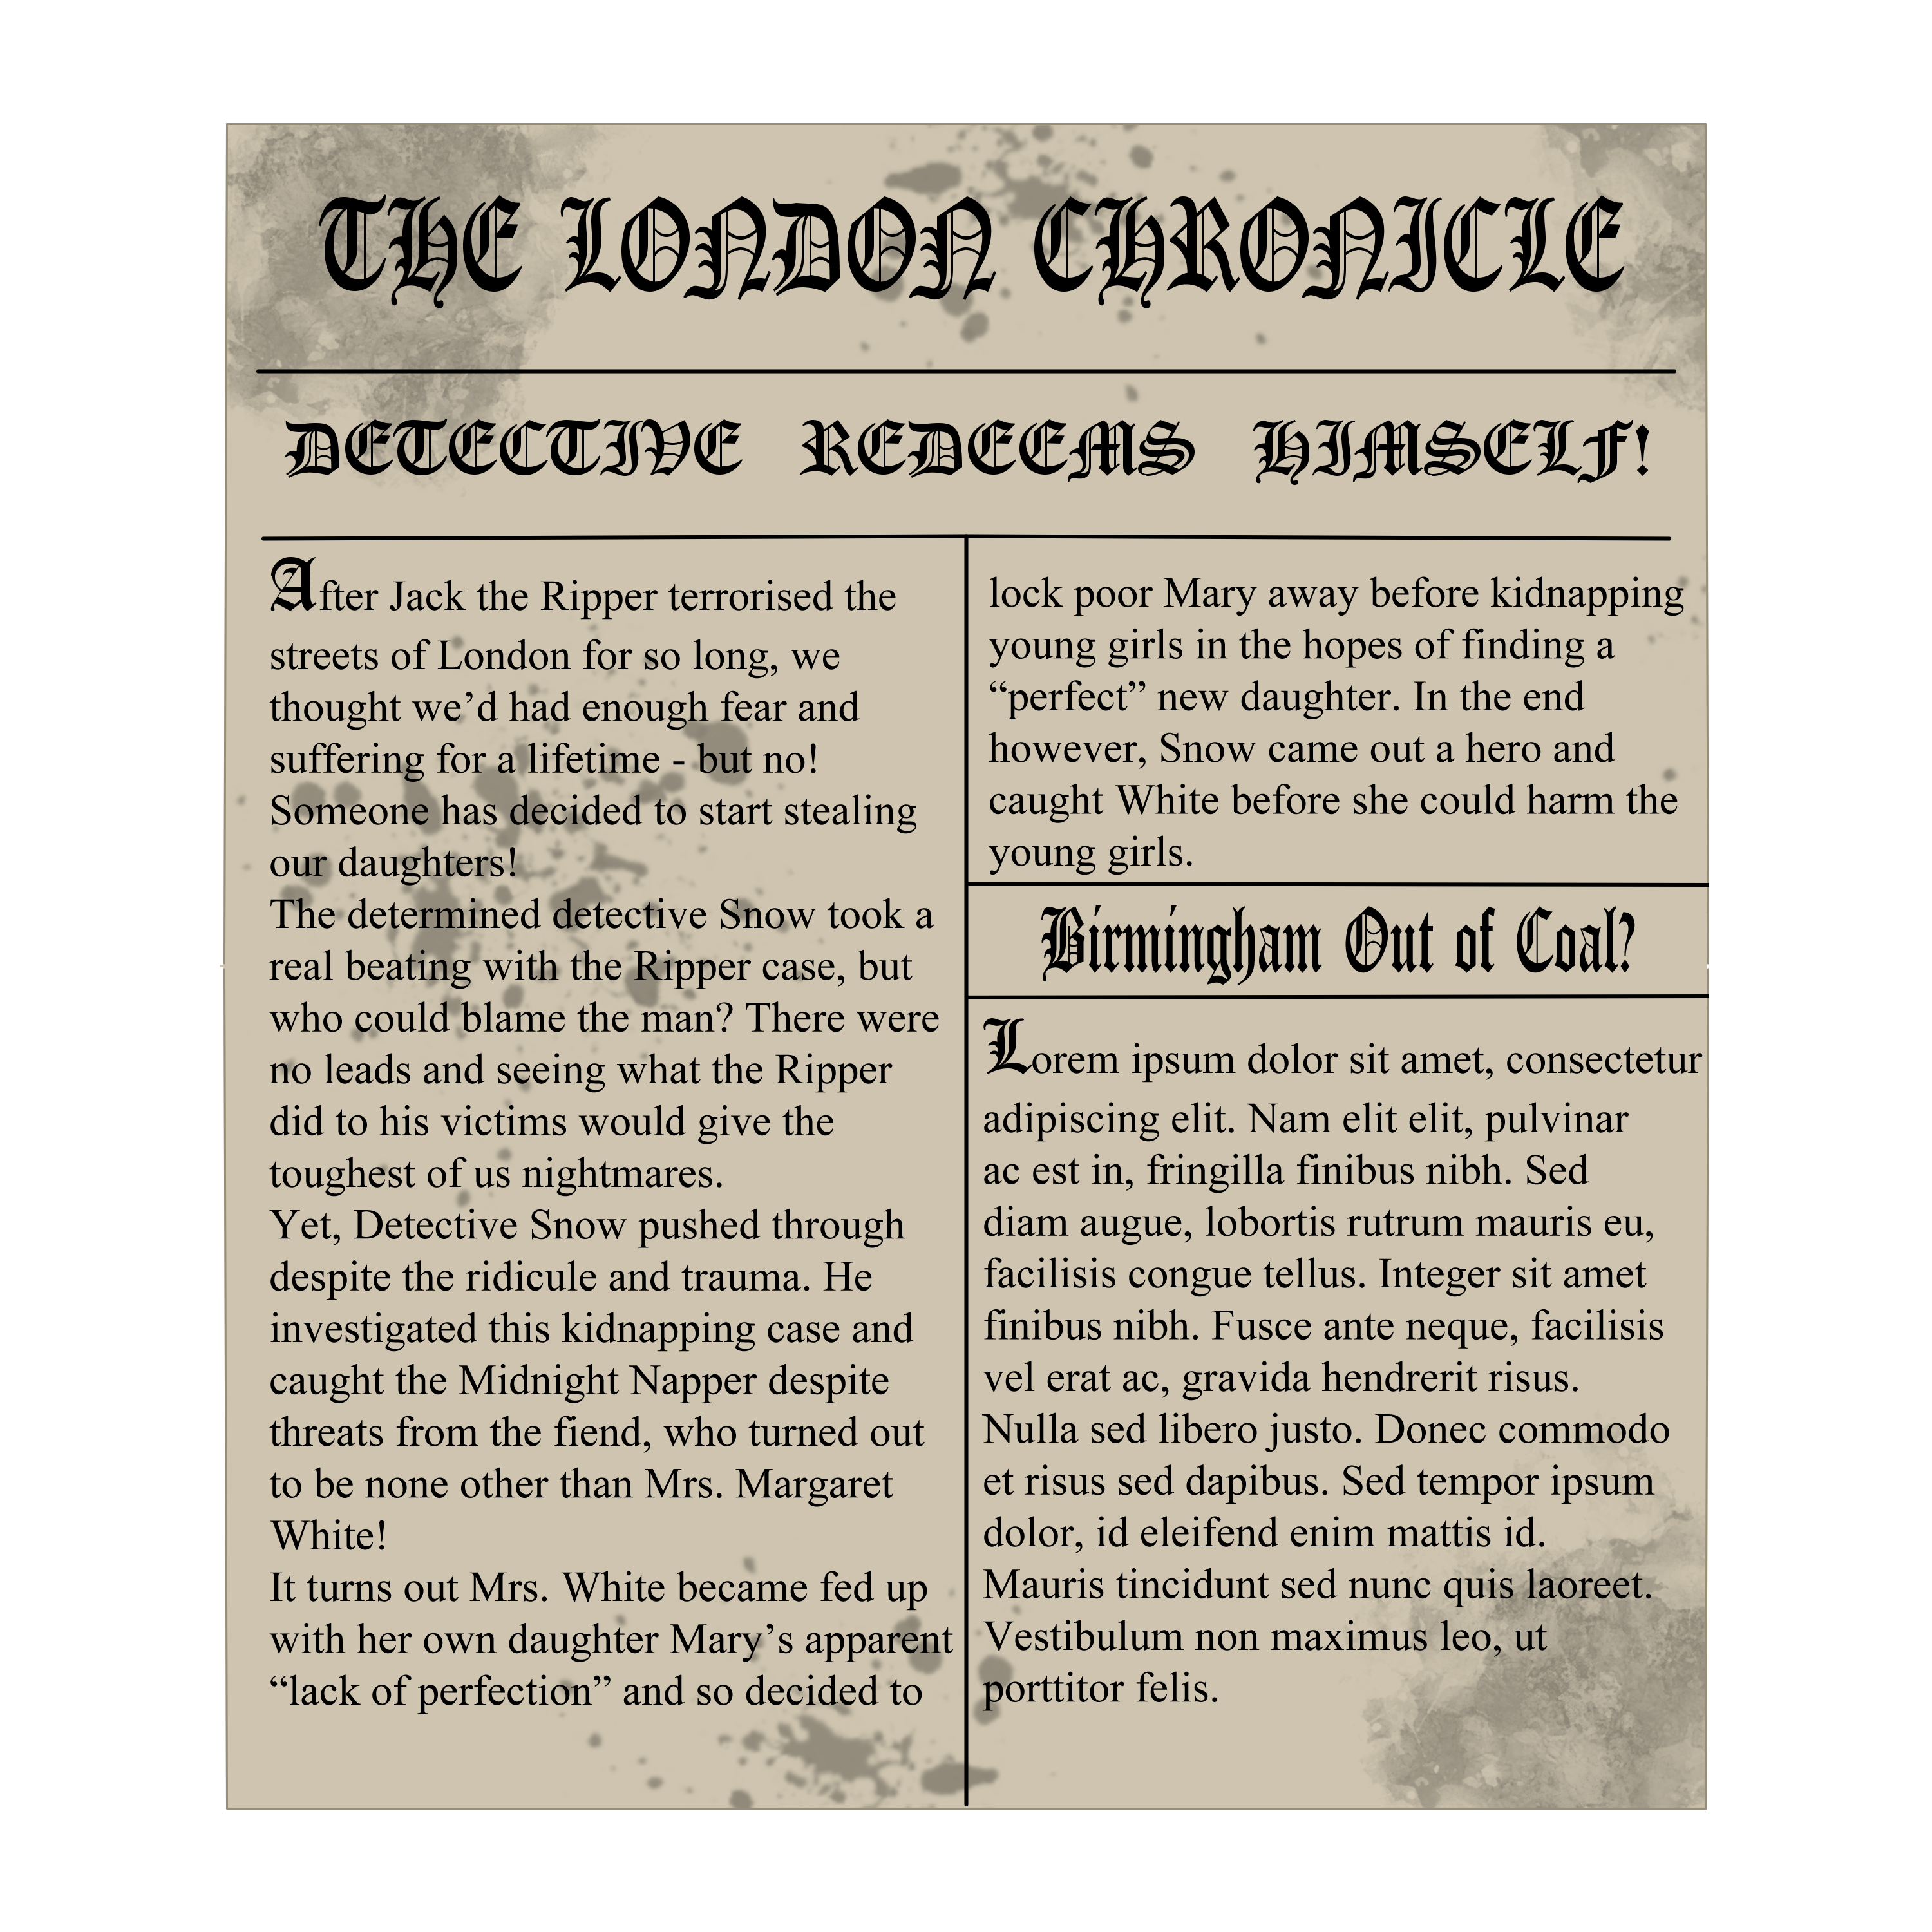 THE LONDON CHRONICLE
DETECTIVE REDEEMS HIMSELF!
After Jack the Ripper terrorised the
streets of London for so long, we
thought we’d had enough fear and
suffering for a lifetime - but no!
Someone has decided to start stealing
our daughters!
The determined detective Snow took a
real beating with the Ripper case, but
who could blame the man? There were
no leads and seeing what the Ripper
did to his victims would give the
toughest of us nightmares.
Yet, Detective Snow pushed through
despite the ridicule and trauma. He
investigated this kidnapping case and
caught the Midnight Napper despite
threats from the fiend, who turned out
to be none other than Mrs. Margaret
White!
It turns out Mrs. White became fed up
with her own daughter Mary’s apparent
“lack of perfection” and so decided to
lock poor Mary away before kidnapping
young girls in the hopes of finding a
“perfect” new daughter. In the end
however, Snow came out a hero and
caught White before she could harm the
young girls.
Birmingham Out of Coal?
Lorem ipsum dolor sit amet, consectetur
adipiscing elit. Nam elit elit, pulvinar
ac est in, fringilla finibus nibh. Sed
diam augue, lobortis rutrum mauris eu,
facilisis congue tellus. Integer sit amet
finibus nibh. Fusce ante neque, facilisis
vel erat ac, gravida hendrerit risus.
Nulla sed libero justo. Donec commodo
et risus sed dapibus. Sed tempor ipsum
dolor, id eleifend enim mattis id.
Mauris tincidunt sed nunc quis laoreet.
Vestibulum non maximus leo, ut
porttitor felis.